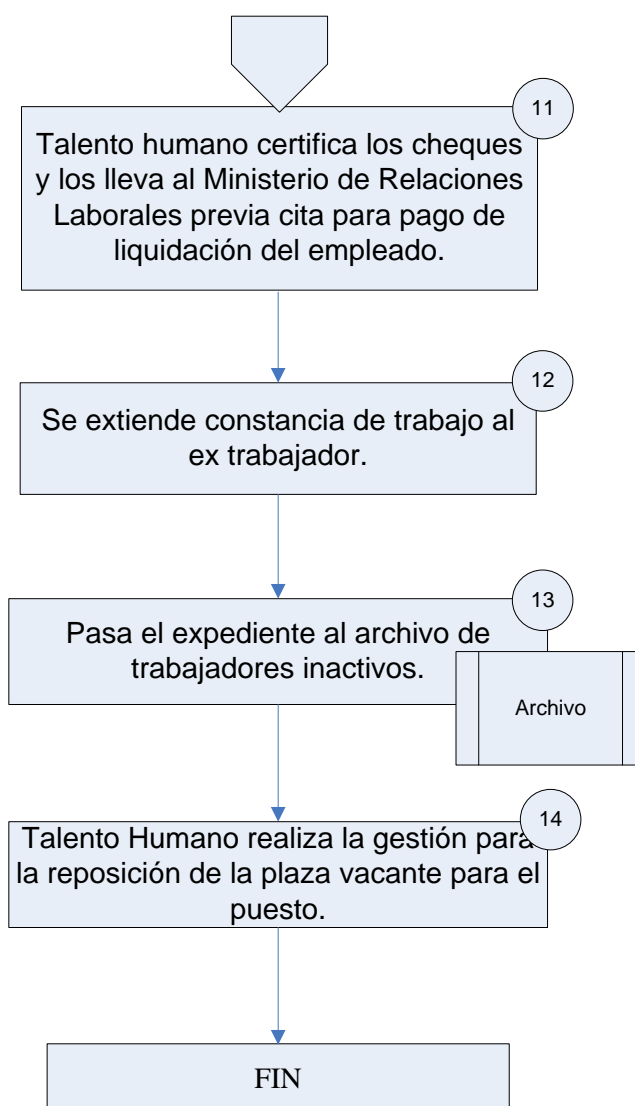 11
Talento humano certifica los cheques
y los lleva al Ministerio de Relaciones
Laborales previa cita para pago de
liquidación del empleado.
12
Se extiende constancia de trabajo al
ex trabajador.
13
Pasa el expediente al archivo de
trabajadores inactivos.
Archivo
14
Talento Humano realiza la gestión para
la reposición de la plaza vacante para el
puesto.
FIN